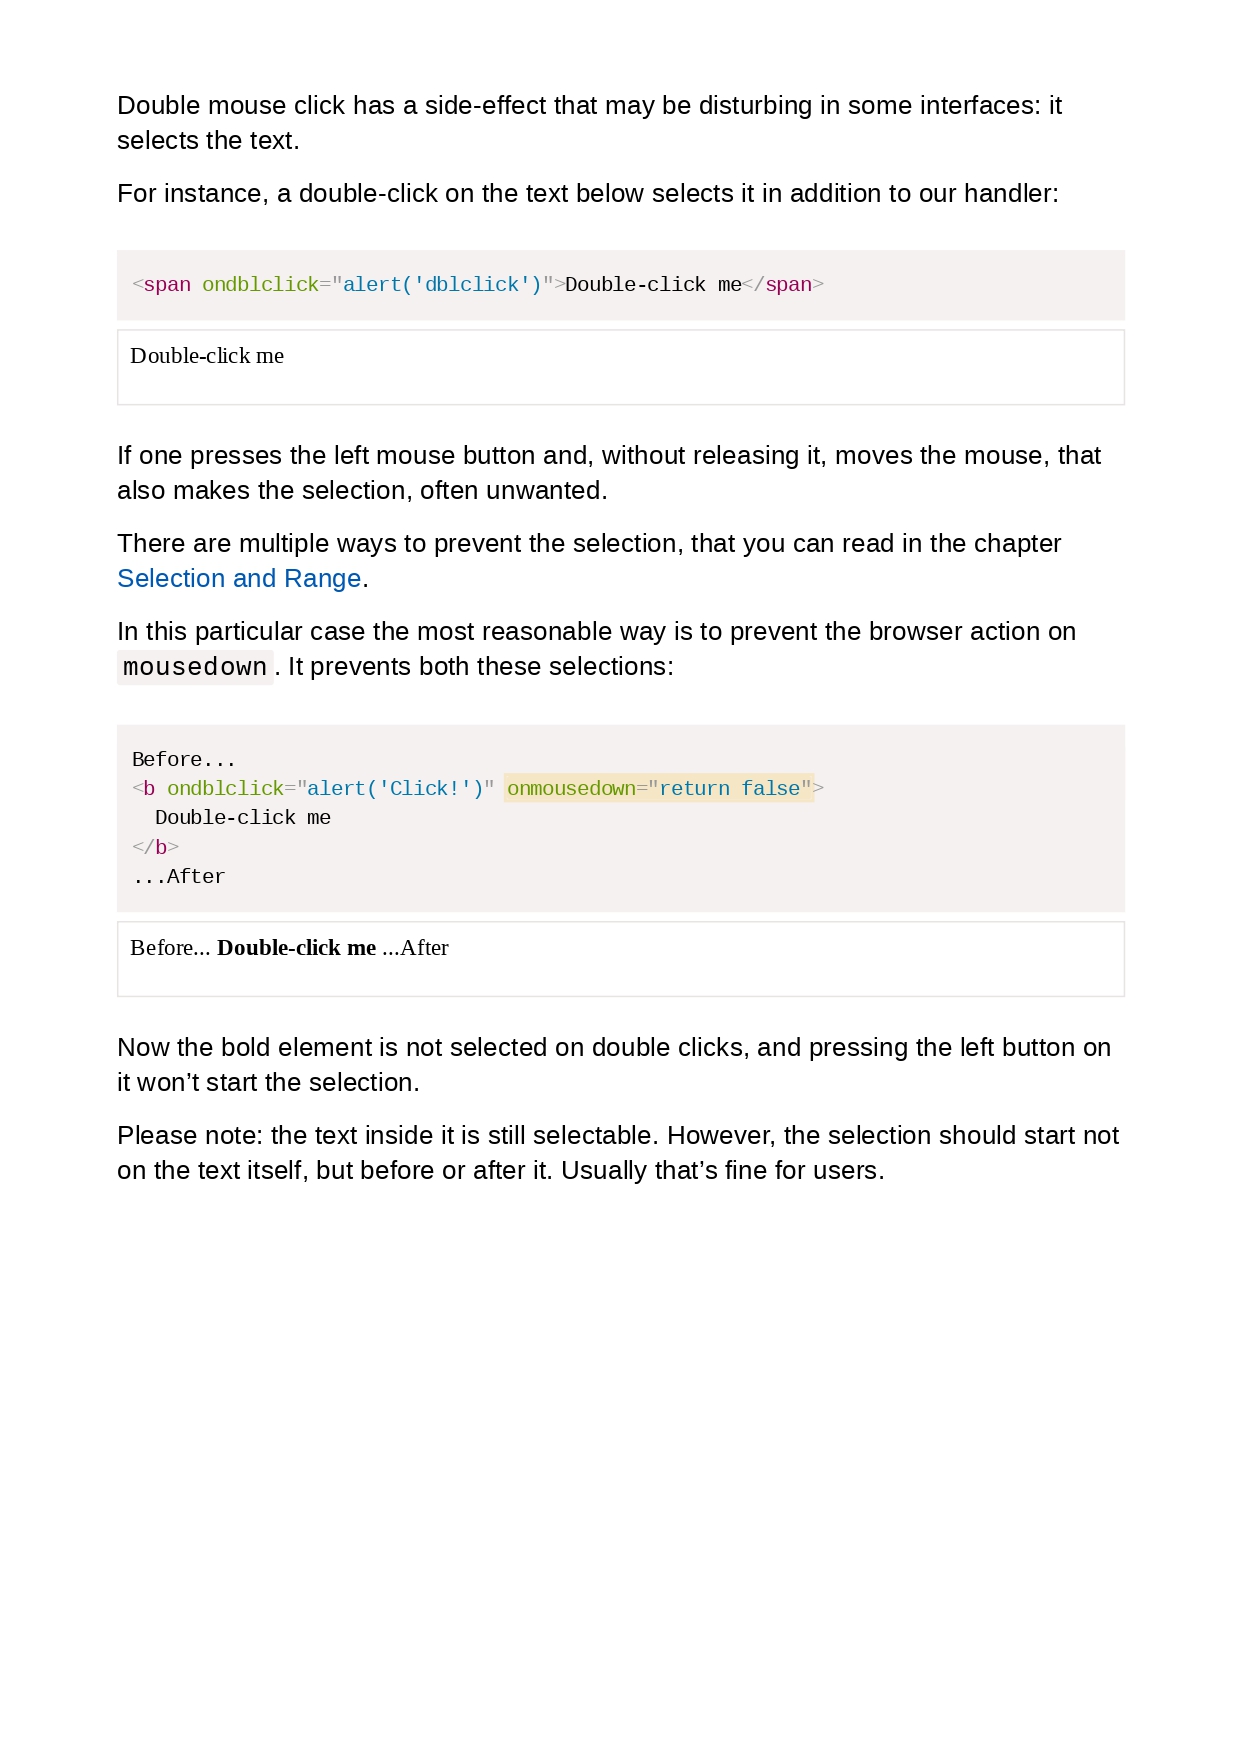 Double mouse click has a side-effect that may be disturbing in some interfaces: it
selects the text.
For instance, a double-click on the text below selects it in addition to our handler:
<span ondblclick="alert('dblclick')">Double-click me</span>
Double-click me
If one presses the left mouse button and, without releasing it, moves the mouse, that
also makes the selection, often unwanted.
There are multiple ways to prevent the selection, that you can read in the chapter
Selection and Range.
In this particular case the most reasonable way is to prevent the browser action on
mousedown. It prevents both these selections:
Before...
<b ondblclick="alert('Click!')" onmousedown="return false">
  Double-click me
</b>
...After
Before... Double-click me ...After
Now the bold element is not selected on double clicks, and pressing the left button on
it won’t start the selection.
Please note: the text inside it is still selectable. However, the selection should start not
on the text itself, but before or after it. Usually that’s fine for users.